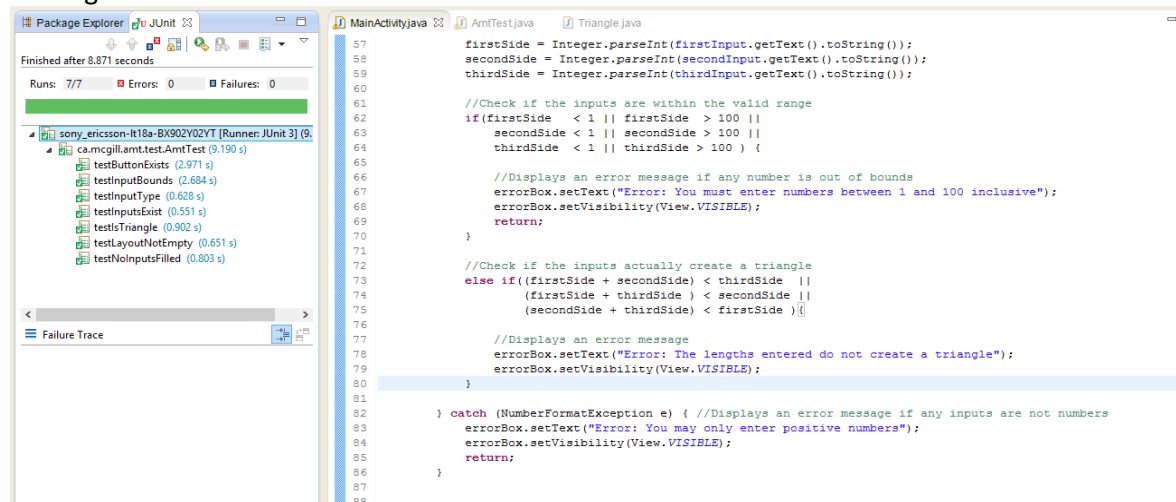 Package Explorer JUnit
Finished after 8.871 seconds
Runs: 7/7 Errors: 0 Failures: 0
sony_ericsson-lt18a-BX902Y02YT [Runner: JUnit 3] (9.
ca.mcgill.amt.test.AmtTest (9.190 s)
testButtonExists (2.971 s)
testInputBounds (2.684 s)
testInputType (0.628 s)
testInputsExist (0.551 s)
testIsTriangle (0.902 s)
testLayoutNotEmpty (0.651 s)
testNoInputsFilled (0.803 s)
Failure Trace
MainActivity.java AmtTest.java Triangle.java
57 firstSide = Integer.parseInt(firstInput.getText().toString());
58 secondSide = Integer.parseInt(secondInput.getText().toString());
59 thirdSide = Integer.parseInt(thirdInput.getText().toString());
60
61 //Check if the inputs are within the valid range
62 if(firstSide < 1 || firstSide > 100 ||
63 secondSide < 1 || secondSide > 100 ||
64 thirdSide < 1 || thirdSide > 100 ) {
65
66 //Displays an error message if any number is out of bounds
67 errorBox.setText("Error: You must enter numbers between 1 and 100 inclusive");
68 errorBox.setVisibility(View.VISIBLE);
69 return;
70 }
71
72 //Check if the inputs actually create a triangle
73 else if((firstSide + secondSide) < thirdSide ||
74 (firstSide + thirdSide ) < secondSide ||
75 (secondSide + thirdSide) < firstSide ){
76
77 //Displays an error message
78 errorBox.setText("Error: The lengths entered do not create a triangle");
79 errorBox.setVisibility(View.VISIBLE);
80 }
81
82 } catch (NumberFormatException e) { //Displays an error message if any inputs are not numbers
83 errorBox.setText("Error: You may only enter positive numbers");
84 errorBox.setVisibility(View.VISIBLE);
85 return;
86 }
87
88